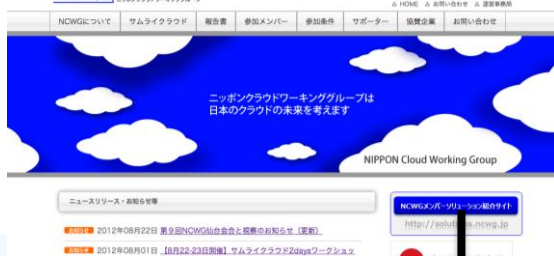 △ HOME △ お問い合わせ △ 運営事務局
NCWGについて サムライクラウド 報告書 参加メンバー 参加条件 サポーター 協賛企業 お問い合わせ
ニッポンクラウドワーキンググループは
日本のクラウドの未来を考えます
NIPPON Cloud Working Group
ニュースリリース・お知らせ等
NCWGメンバーソリューション紹介サイト
お知らせ 2012年08月22日 第9回NCWG仙台会合と視察のお知らせ（更新）
http://solutions.ncwg.jp
お知らせ 2012年08月01日 【8月22-23日開催】サムライクラウド2daysワークショッ